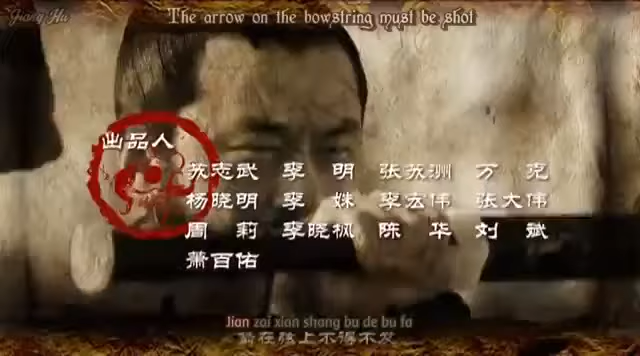 Jiang Hu
The arrow on the bowstring must be shot
出品人
苏志武 李明 张苏洲 万克
杨晓明 李姝 李宏伟 张大伟
周莉 李晓枫 陈华 刘斌
萧百佑
Jian zai xian shang bu de bu fa
箭在弦上不得不发